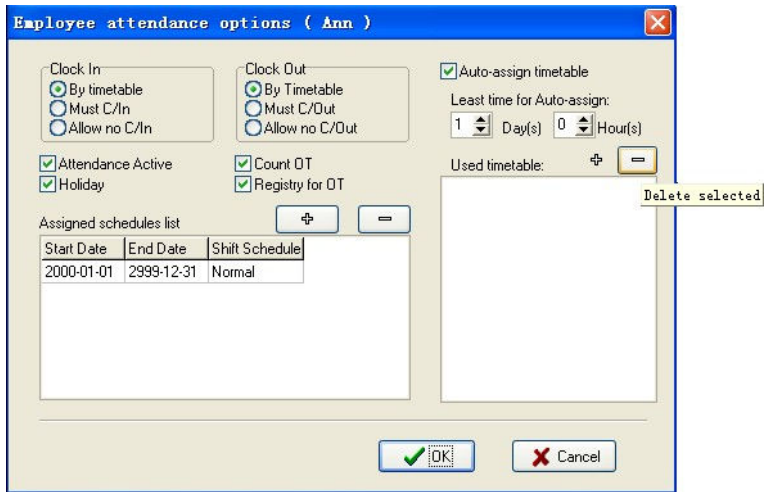 Employee attendance options ( Ann )
Clock In
By timetable
Must C/In
Allow no C/In
Clock Out
By Timetable
Must C/Out
Allow no C/Out
Attendance Active
Count OT
Holiday
Registry for OT
Assigned schedules list
Start Date End Date Shift Schedule
2000-01-01 2999-12-31 Normal
Auto-assign timetable
Least time for Auto-assign:
1 Day(s) 0 Hour(s)
Used timetable:
Delete selected
OK Cancel